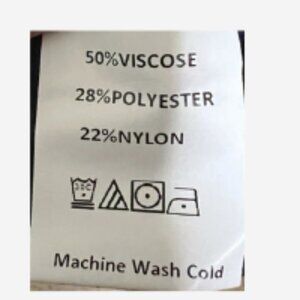 50%VISCOSE
28%POLYESTER
22%NYLON
Machine Wash Cold